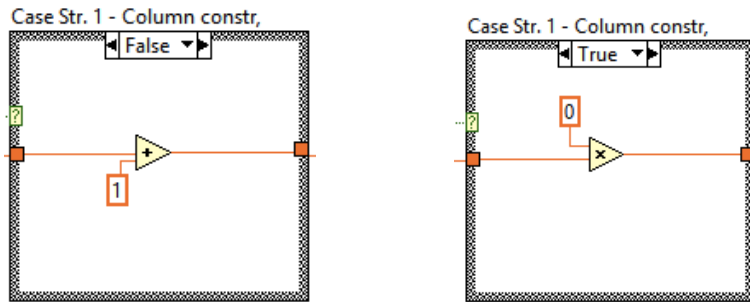 Case Str. 1 - Column constr,
False
?
+
1
Case Str. 1 - Column constr,
True
?
0
x